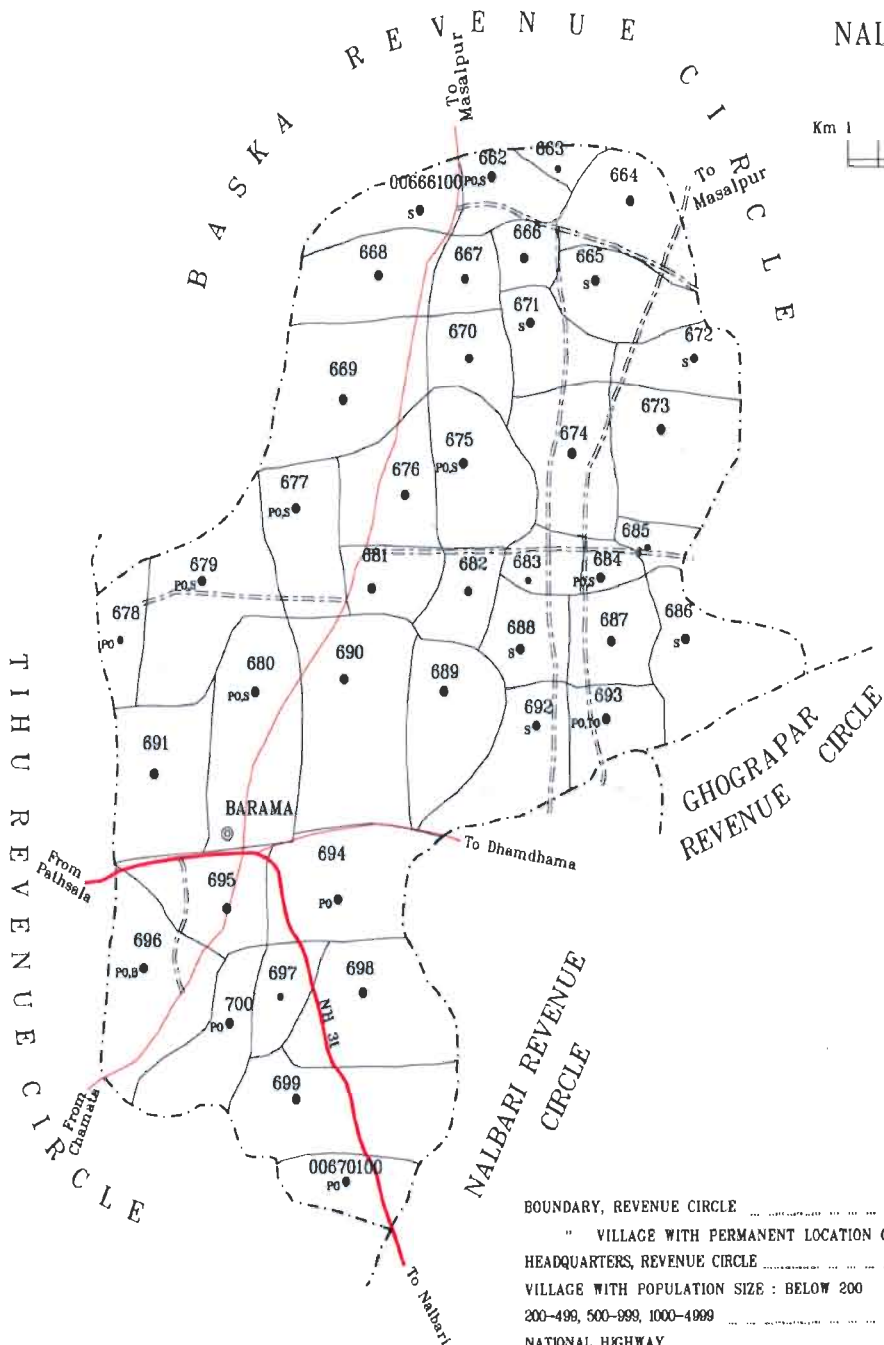 NAL
BASKA REVENUE CIRCLE
To Masalpur
Km 1
To Masalpur
662
PO,S
663
00666100
S
664
666
668
667
665
S
671
S
670
672
S
669
673
675
PO,S
674
676
677
PO,S
685
679
PO,S
681
682
683
684
PO,S
678
PO
688
S
687
686
S
680
PO,S
690
689
692
S
693
PO,TO
691
TIHU REVENUE CIRCLE
GHOGRAPAR
REVENUE CIRCLE
BARAMA
To Dhamdhama
From
Pathsala
694
PO
695
696
PO,B
697
698
700
PO
NH 31
NALBARI REVENUE
CIRCLE
699
From
Chamata
00670100
PO
To Nalbari
BOUNDARY, REVENUE CIRCLE
" VILLAGE WITH PERMANENT LOCATION C
HEADQUARTERS, REVENUE CIRCLE
VILLAGE WITH POPULATION SIZE : BELOW 200
200-499, 500-999, 1000-4999
NATIONAL HIGHWAY